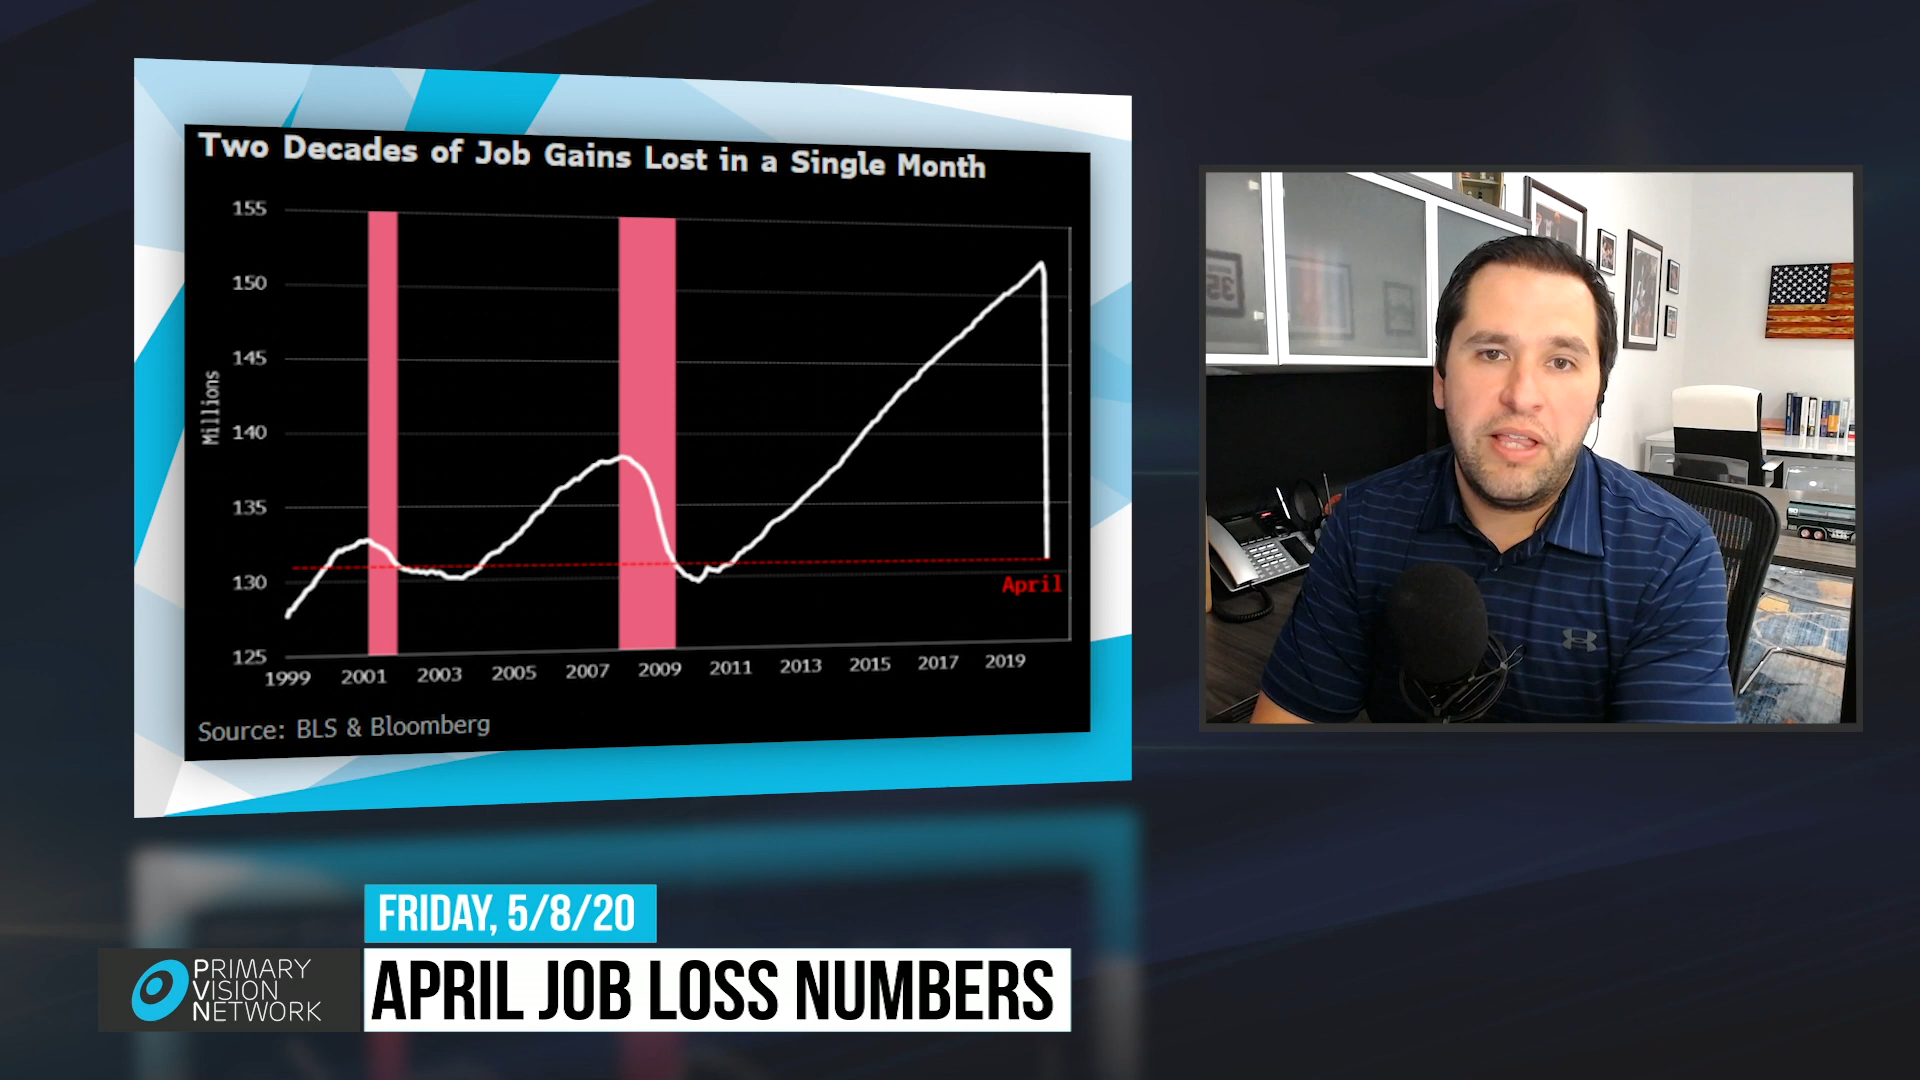 Two Decades of Job Gains Lost in a Single Month
155
150
145
140
135
130
125
Millions
1999 2001 2003 2005 2007 2009 2011 2013 2015 2017 2019
April
Source: BLS & Bloomberg
FRIDAY, 5/8/20
PRIMARY
VISION
NETWORK
APRIL JOB LOSS NUMBERS